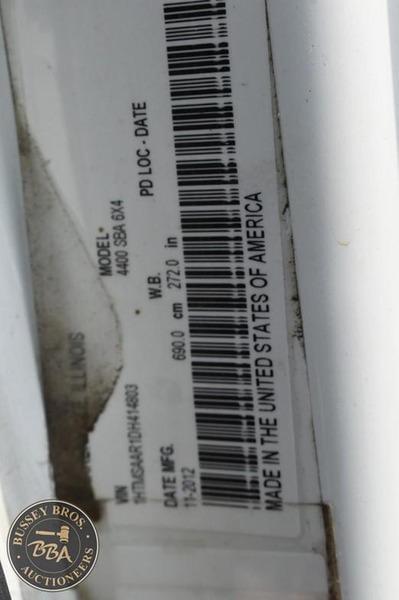 ILLINOIS
VIN MODEL*
1HTMSAAR1DH414803 4400 SBA 6X4
W.B.
DATE MFG. 690.0 cm 272.0 in PD LOC - DATE
11-2012
MADE IN THE UNITED STATES OF AMERICA
BUSSEY BROS.
BBA
AUCTIONEERS